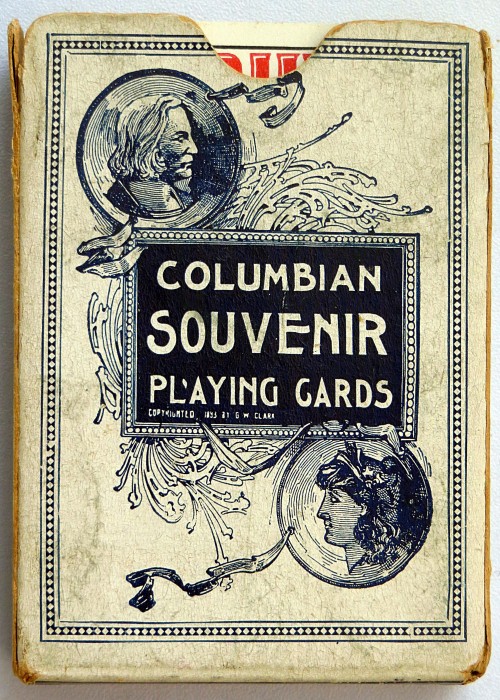 COLUMBIAN
SOUVENIR
PLAYING CARDS
COPYRIGHTED 1893 BY G W CLARK